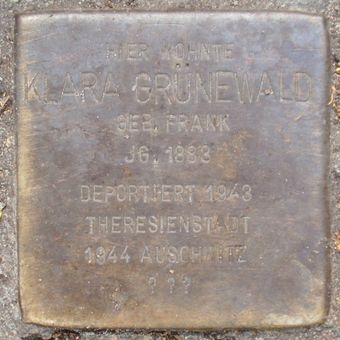 HIER WOHNTE
KLARA GRÜNEWALD
GEB. FRANK
JG. 1883
DEPORTIERT 1943
THERESIENSTADT
1944 AUSCHWITZ
? ? ?